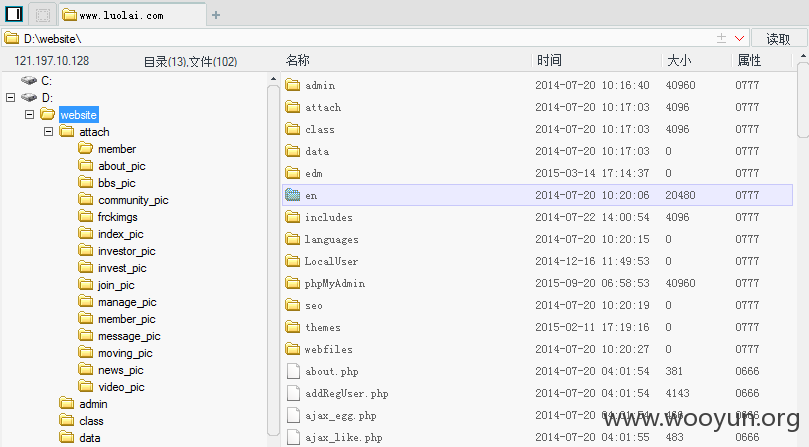 www.luolai.com
D:\website\
读取
121.197.10.128 目录(13),文件(102)
名称 时间 大小 属性
C:
D:
website
attach
member
about_pic
bbs_pic
community_pic
frckimgs
index_pic
investor_pic
invest_pic
join_pic
manage_pic
member_pic
message_pic
moving_pic
news_pic
video_pic
admin
class
data
admin 2014-07-20 10:16:40 40960 0777
attach 2014-07-20 10:17:03 4096 0777
class 2014-07-20 10:17:03 4096 0777
data 2014-07-20 10:17:03 0 0777
edm 2015-03-14 17:14:37 0 0777
en 2014-07-20 10:20:06 20480 0777
includes 2014-07-22 14:00:54 4096 0777
languages 2014-07-20 10:20:15 0 0777
LocalUser 2014-12-16 11:49:53 0 0777
phpMyAdmin 2015-09-20 06:58:53 40960 0777
seo 2014-07-20 10:20:19 0 0777
themes 2015-02-11 17:19:16 0 0777
webfiles 2014-07-20 10:20:27 0 0777
about.php 2014-07-20 04:01:54 381 0666
addRegUser.php 2014-07-20 04:01:54 4143 0666
ajax_egg.php 2014-07-20 04:01:54 0666
ajax_like.php 2014-07-20 04:01:55 483 0666
www.wooyun.org